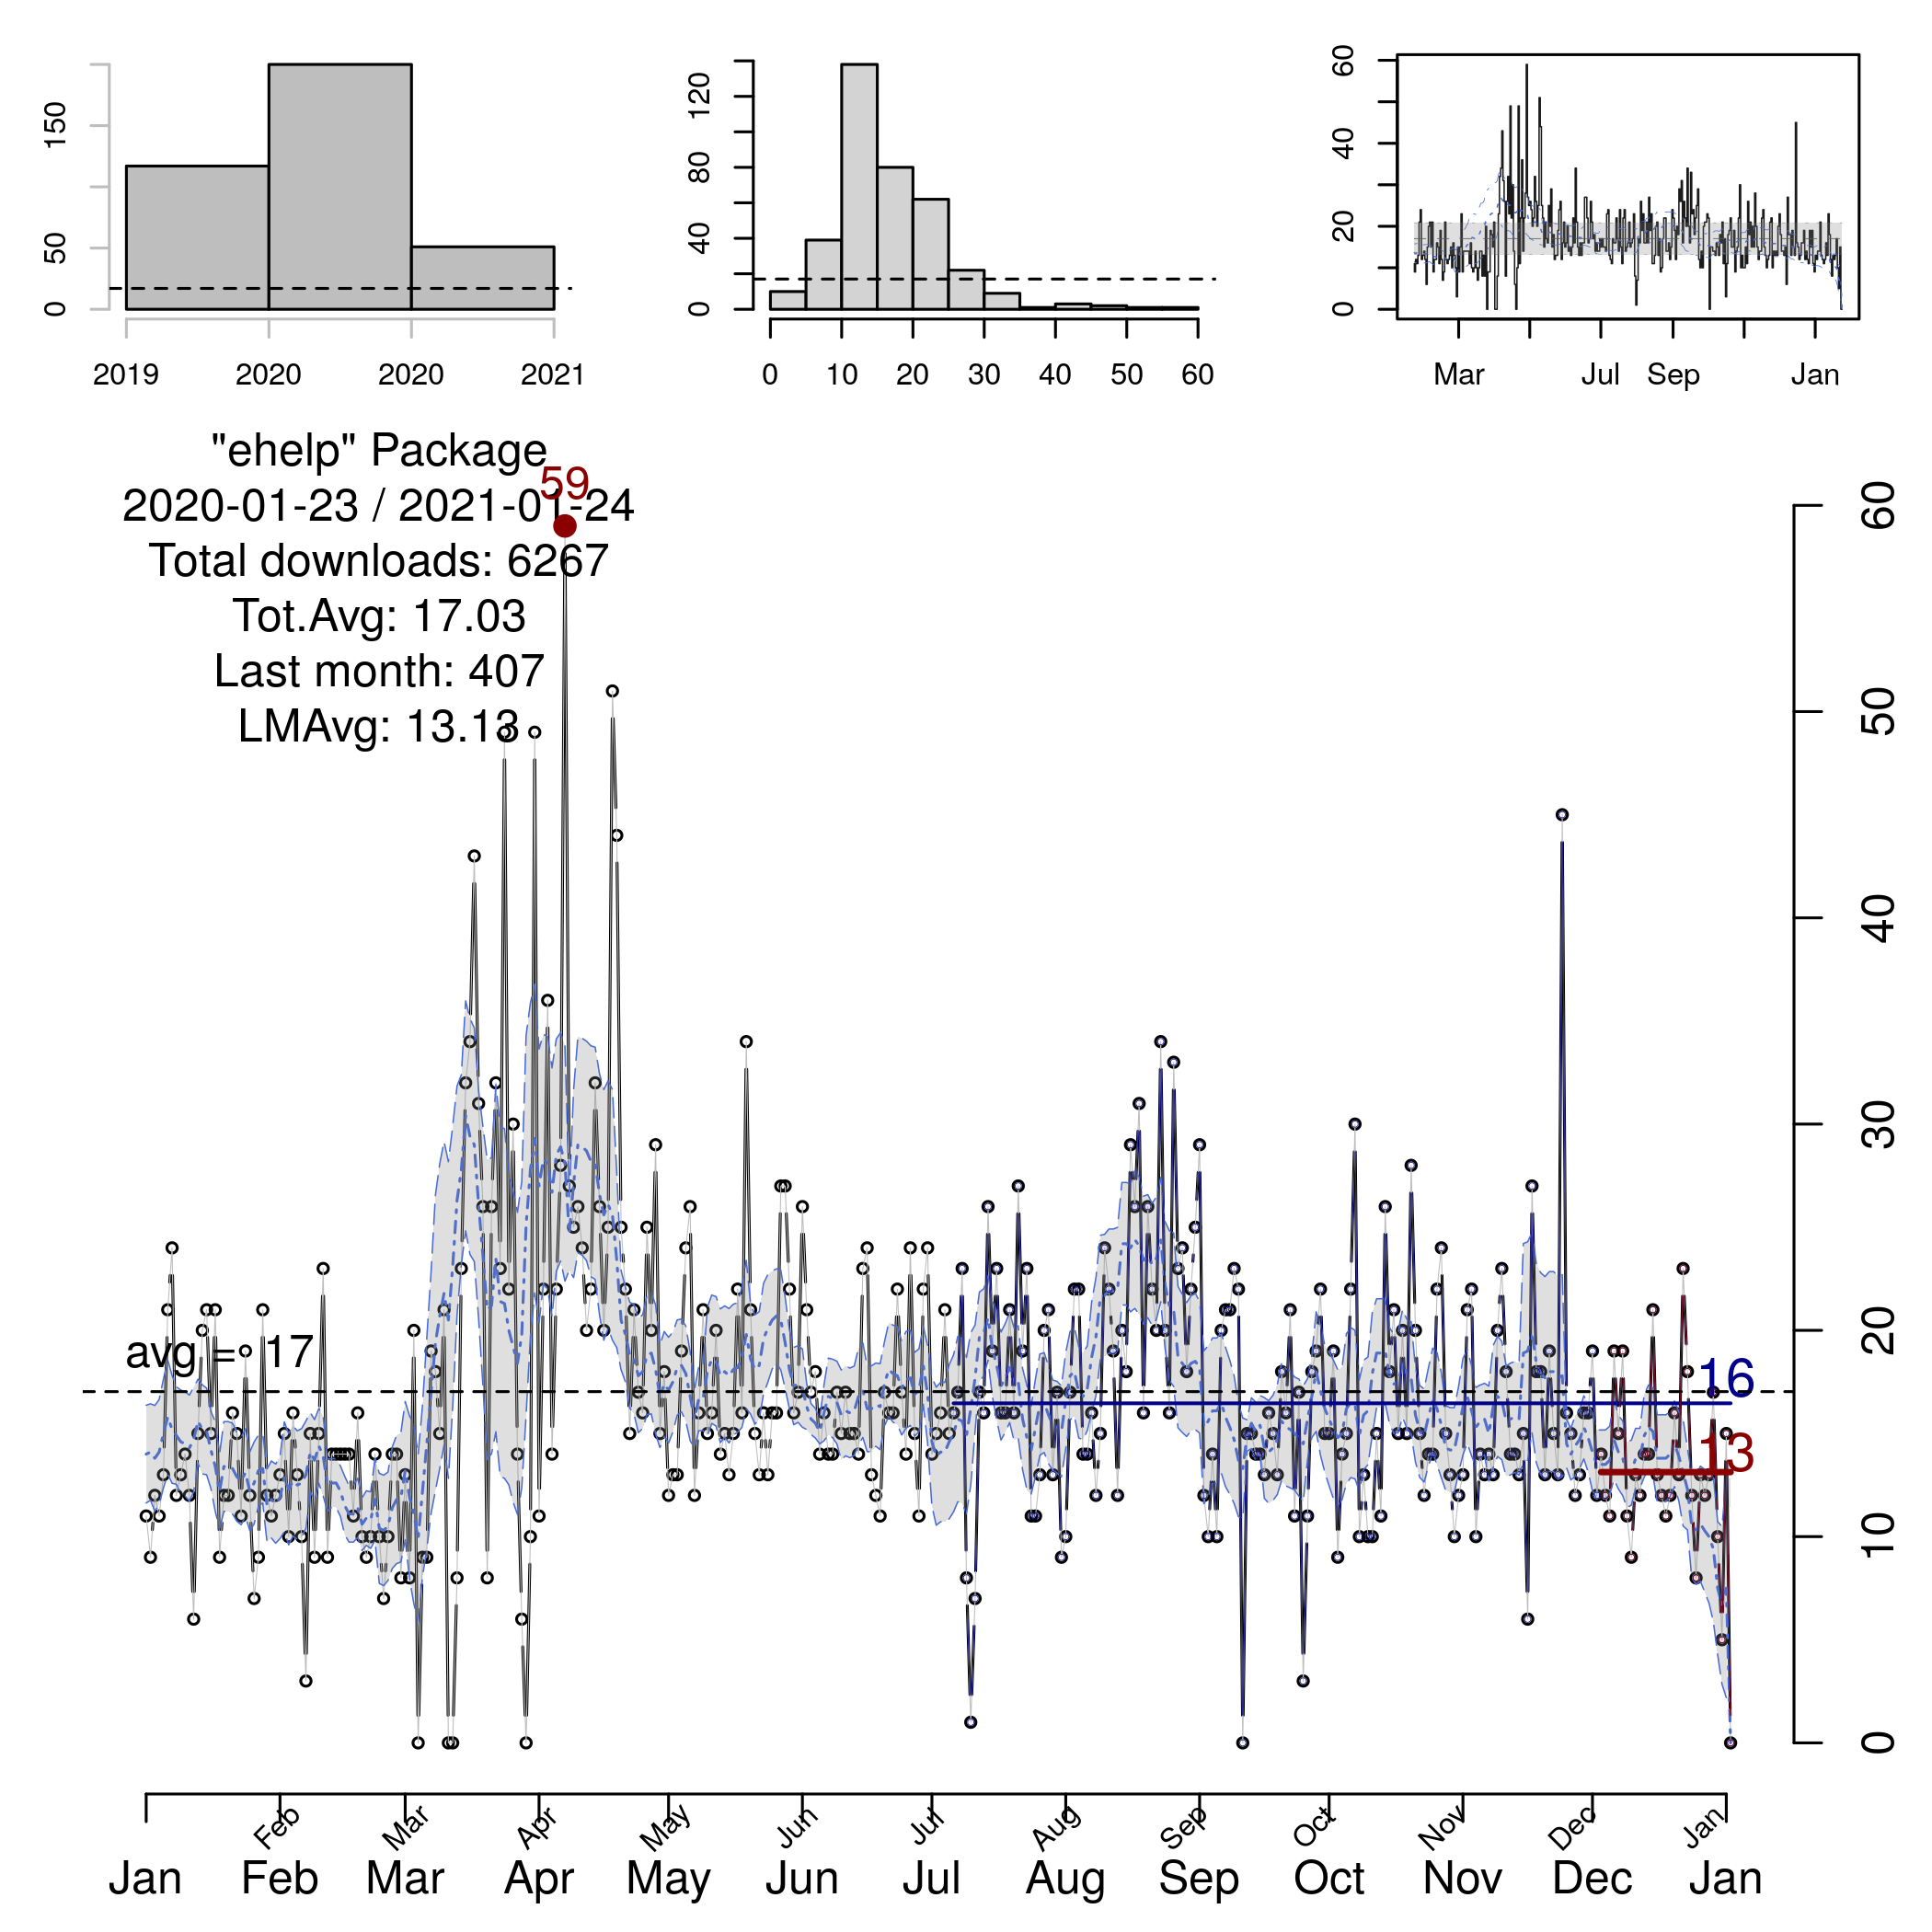 150
50
0
2019 2020 2020 2021
120
80
40
0
0 10 20 30 40 50 60
60
40
20
0
Mar Jul Sep Jan
"ehelp" Package
59
2020-01-23 / 2021-01-24
Total downloads: 6267
Tot.Avg: 17.03
Last month: 407
LMAvg: 13.13
avg = 17
16
13
60
50
40
30
20
10
0
Feb Mar Apr May Jun Jul Aug Sep Oct Nov Dec Jan
Jan Feb Mar Apr May Jun Jul Aug Sep Oct Nov Dec Jan